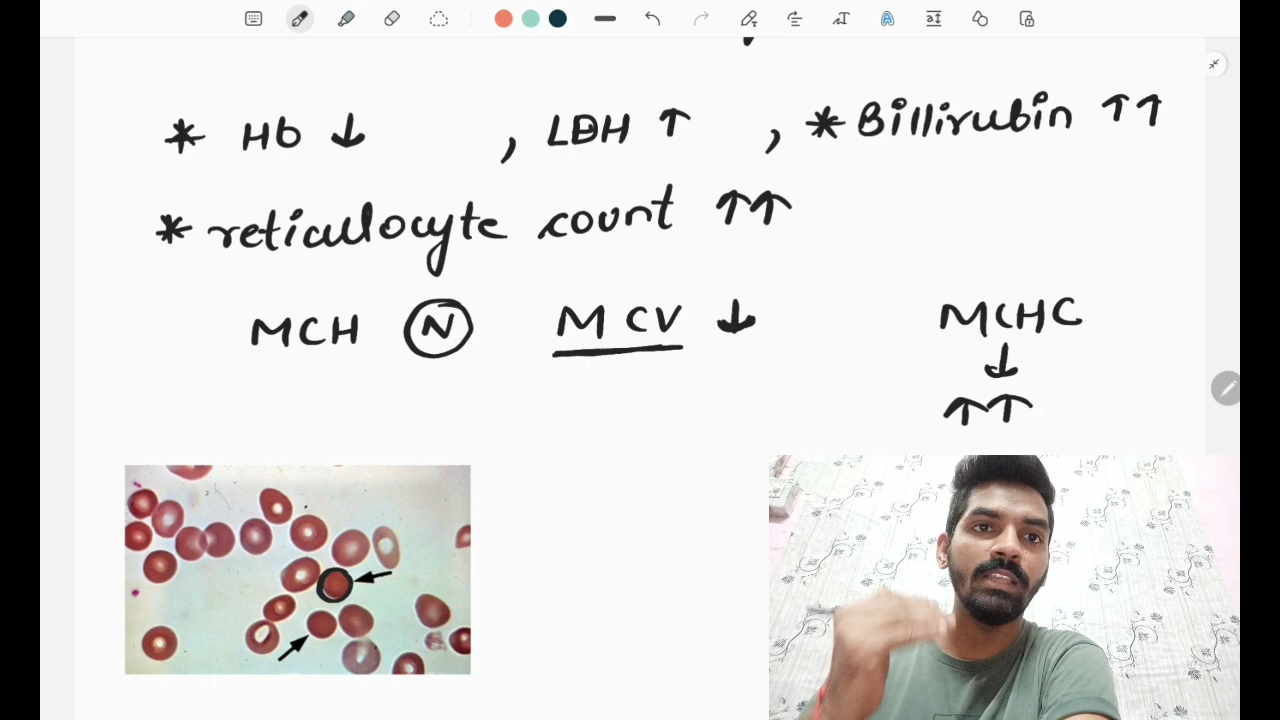 * Hb ↓ , LDH ↑ , * Billirubin ↑↑
* reticulocyte count ↑↑
MCH N MCV ↓ MCHC
↓
↑↑